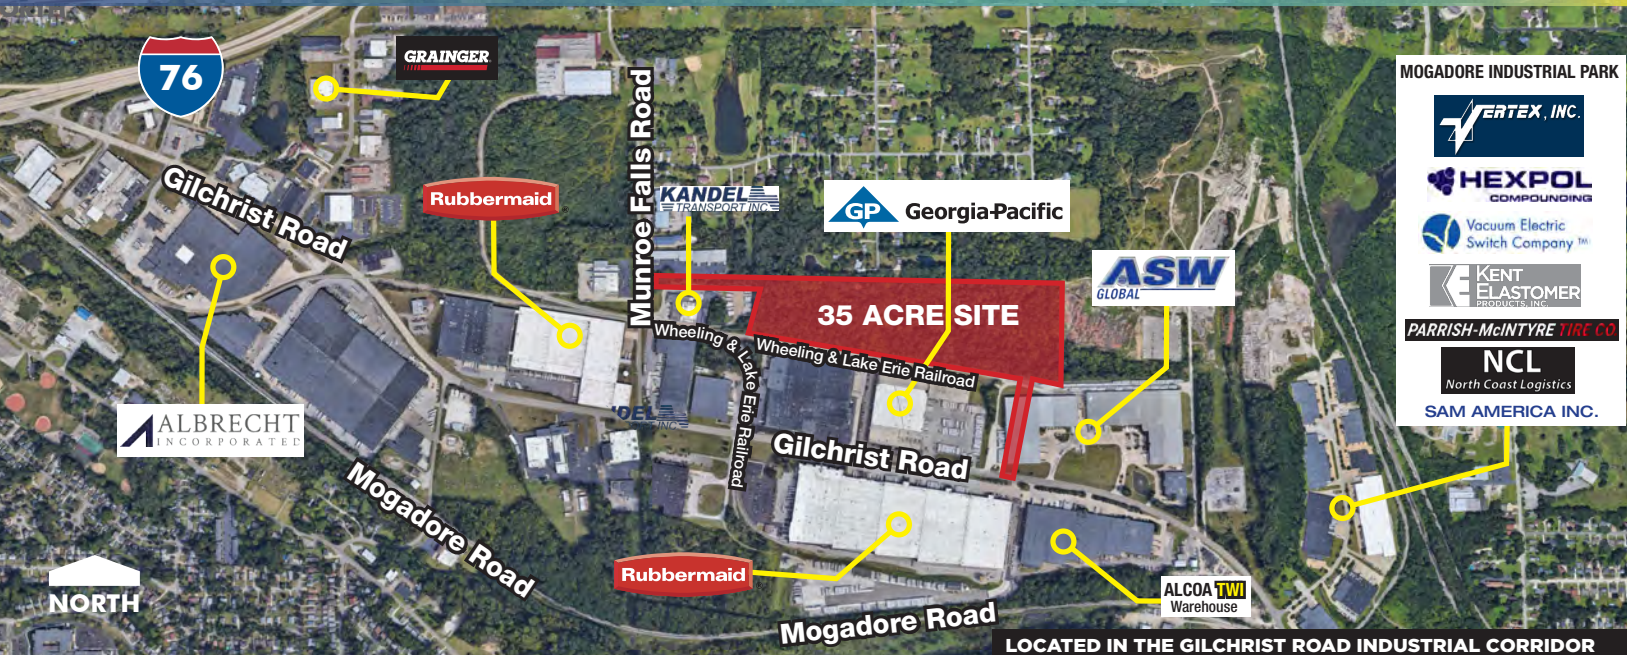 76
GRAINGER
MOGADORE INDUSTRIAL PARK
VERTEX, INC.
HEXPOL
COMPOUNDING
Vacuum Electric
Switch Company ™
KENT
ELASTOMER
PRODUCTS, INC.
PARRISH-McINTYRE TIRE CO.
NCL
North Coast Logistics
SAM AMERICA INC.
Munroe Falls Road
Gilchrist Road
Rubbermaid
KANDEL
TRANSPORT INC.
GP Georgia-Pacific
ASW
GLOBAL
35 ACRE SITE
Wheeling & Lake Erie Railroad
Wheeling & Lake Erie Railroad
ALBRECHT
INCORPORATED
DEL
INC.
Gilchrist Road
Mogadore Road
Rubbermaid
ALCOA TWI
Warehouse
NORTH
Mogadore Road
LOCATED IN THE GILCHRIST ROAD INDUSTRIAL CORRIDOR